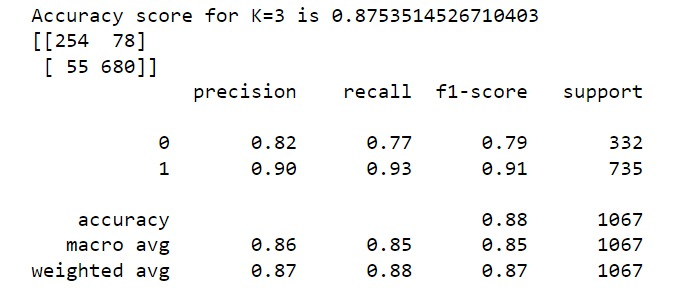 Accuracy score for K=3 is 0.8753514526710403
[[254  78]
 [ 55 680]]
              precision    recall  f1-score   support

           0       0.82      0.77      0.79       332
           1       0.90      0.93      0.91       735

    accuracy                           0.88      1067
   macro avg       0.86      0.85      0.85      1067
weighted avg       0.87      0.88      0.87      1067